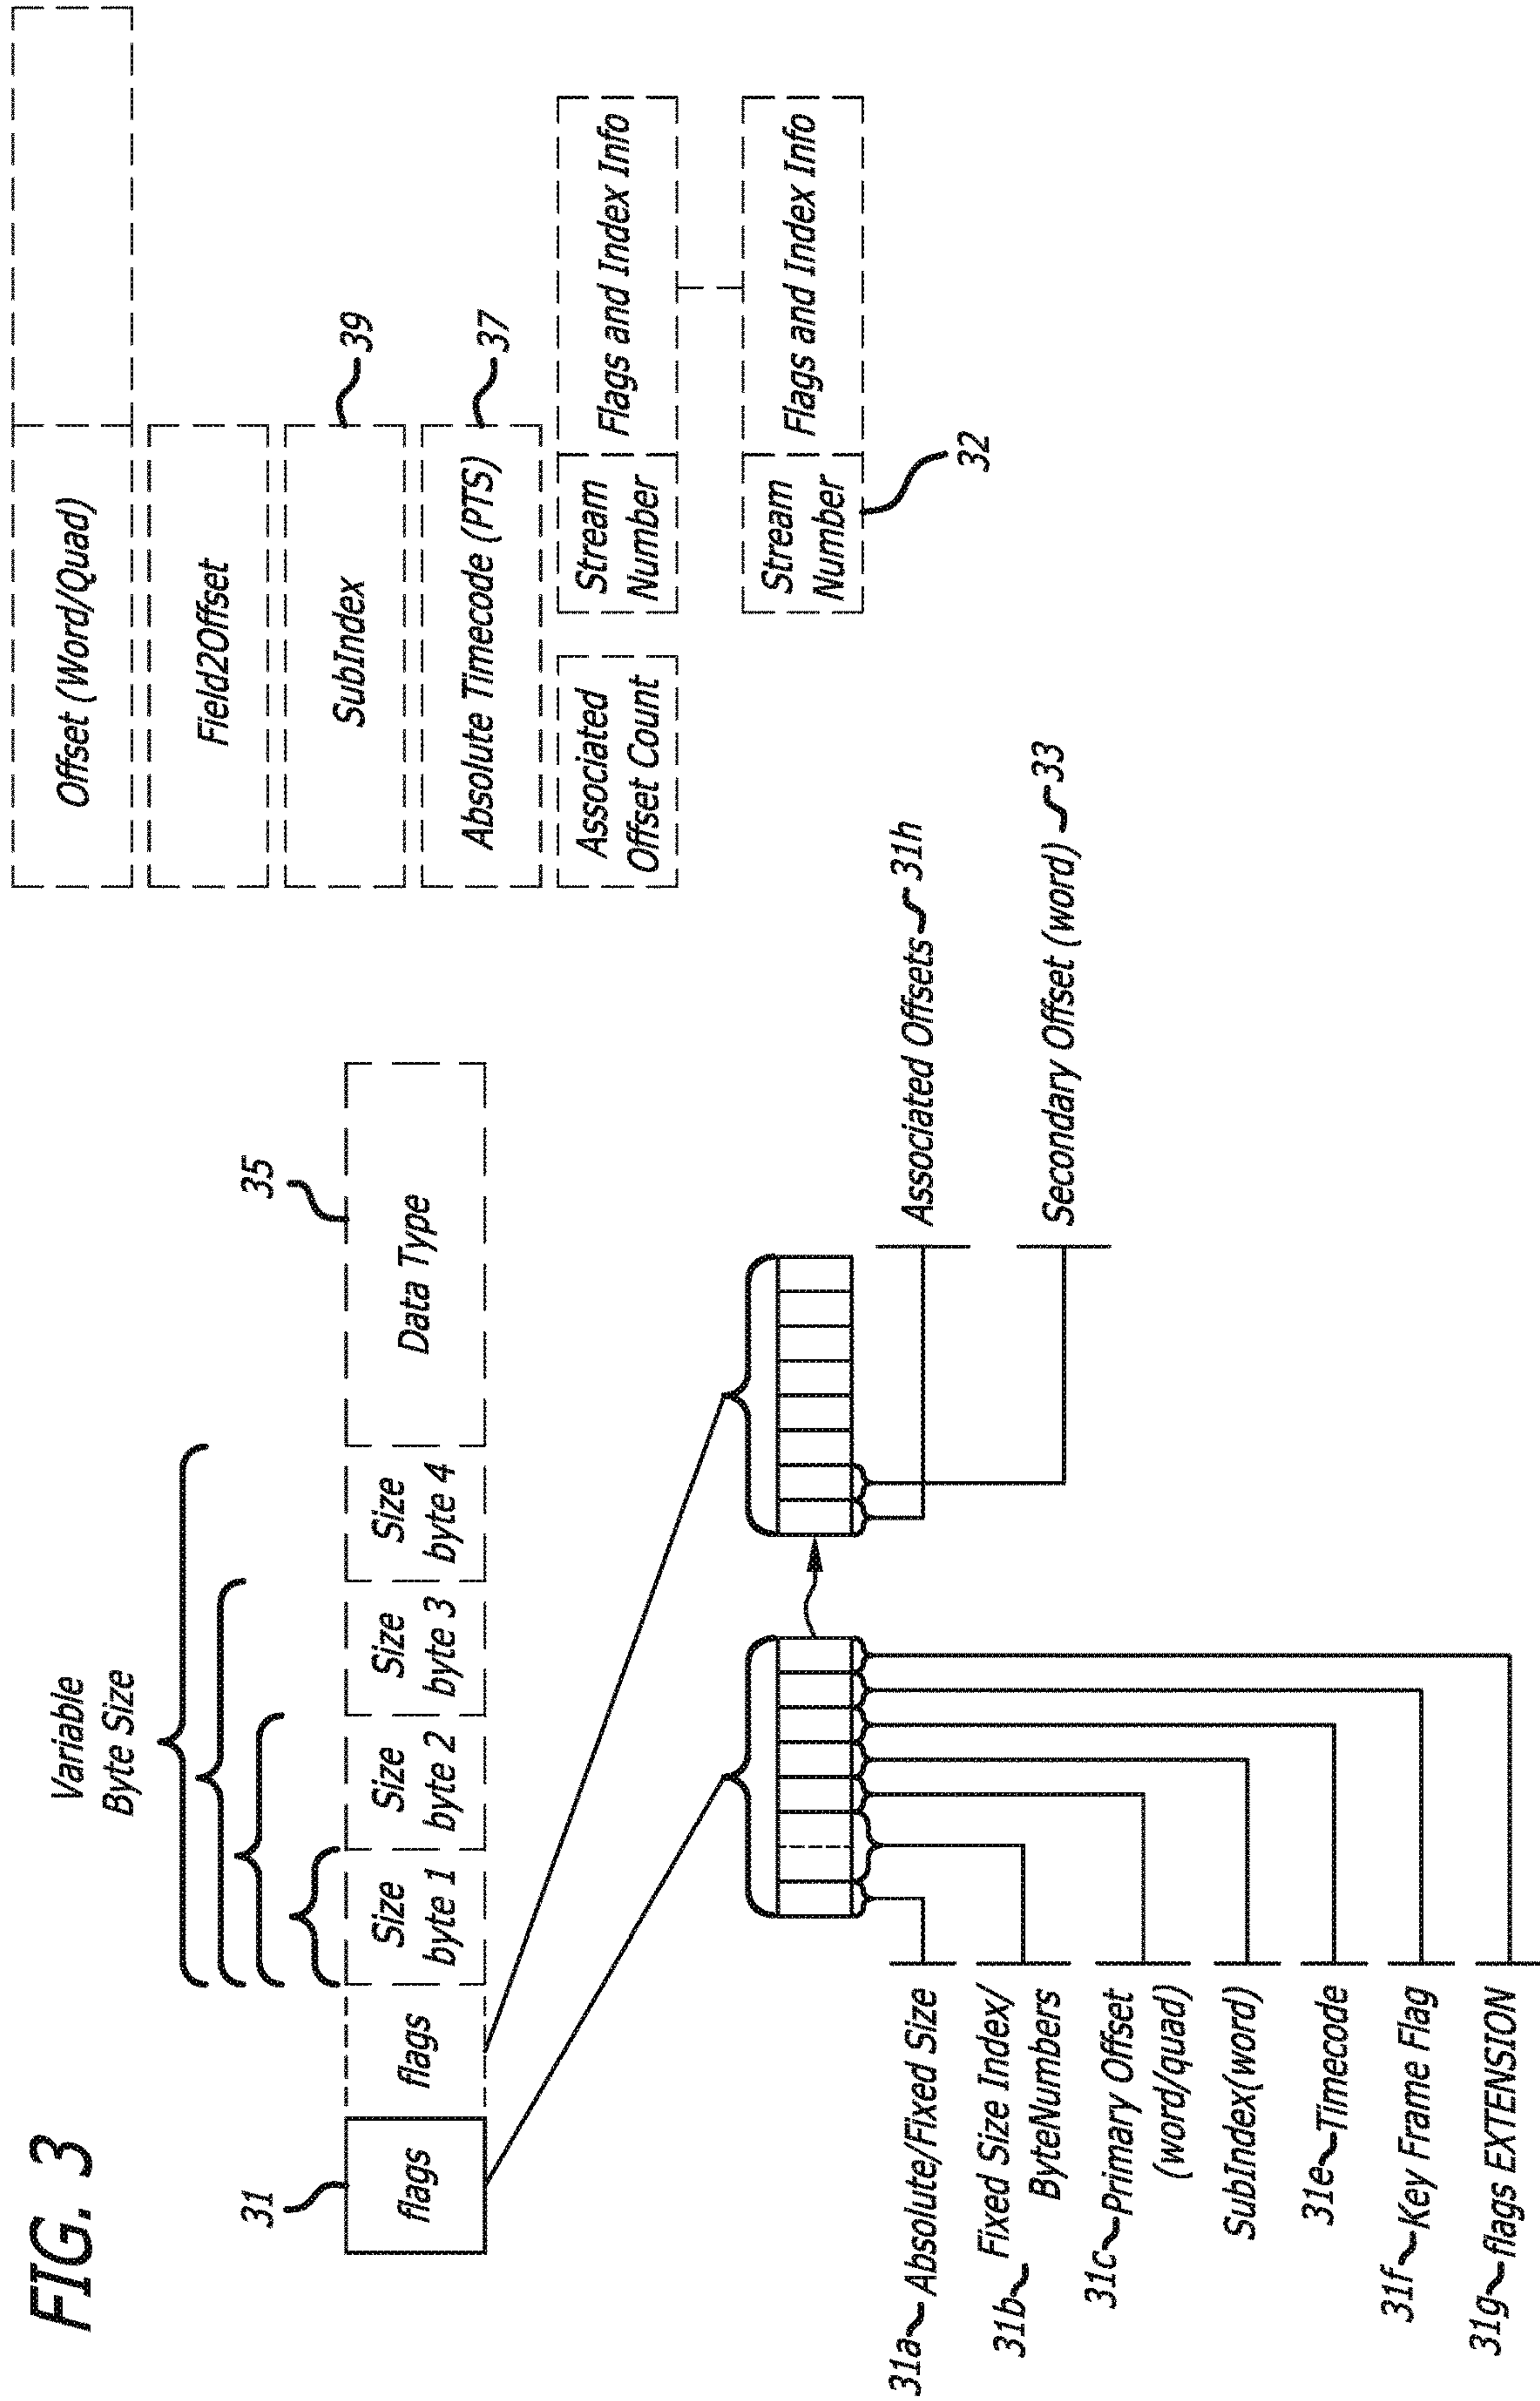 FIG. 3
Variable
Byte Size
31
35
flags
flags
Size
byte 1
Size
byte 2
Size
byte 3
Size
byte 4
Data Type
Offset (Word/Quad)
Field2Offset
SubIndex
39
Absolute Timecode (PTS)
37
Associated
Offset Count
Stream
Number
Flags and Index Info
Stream
Number
Flags and Index Info
32
31a
Absolute/Fixed Size
31b
Fixed Size Index/
ByteNumbers
31c
Primary Offset
(word/quad)
SubIndex(word)
31e
Timecode
31f
Key Frame Flag
31g
flags EXTENSION
Associated Offsets
31h
Secondary Offset (word)
33